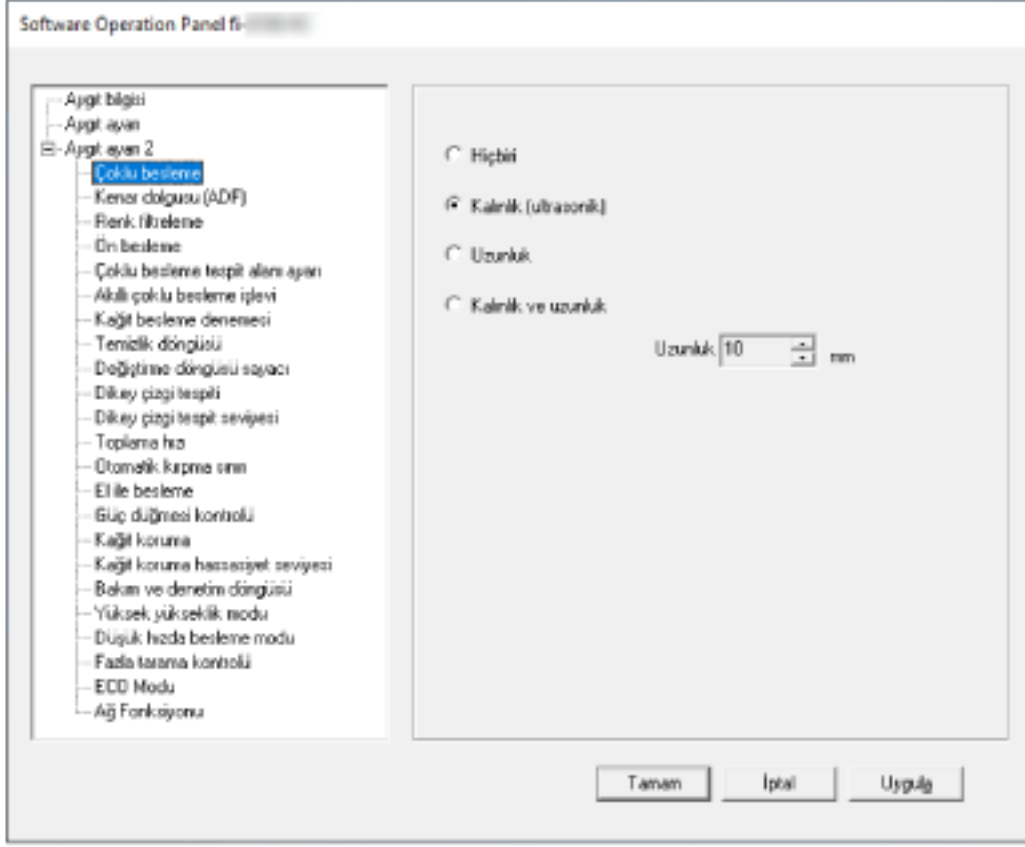 Software Operation Panel fi-
Aygıt bilgisi
Aygıt ayarı
Aygıt ayarı 2
Çoklu besleme
Kenar dolgusu (ADF)
Renk filtreleme
Ön besleme
Çoklu besleme tespit alanı ayarı
Akıllı çoklu besleme işlevi
Kağıt besleme denemesi
Temizlik döngüsü
Değiştirme döngüsü sayacı
Dikey çizgi tespiti
Dikey çizgi tespit seviyesi
Toplama hızı
Otomatik kırpma sınırı
El ile besleme
Güç düğmesi kontrolü
Kağıt koruma
Kağıt koruma hassasiyet seviyesi
Bakım ve denetim döngüsü
Yüksek yükseklik modu
Düşük hızda besleme modu
Fazla tarama kontrolü
ECO Modu
Ağ Fonksiyonu
Hiçbiri
Kalınlık (ultrasonik)
Uzunluk
Kalınlık ve uzunluk
Uzunluk 10 mm
Tamam İptal Uygula